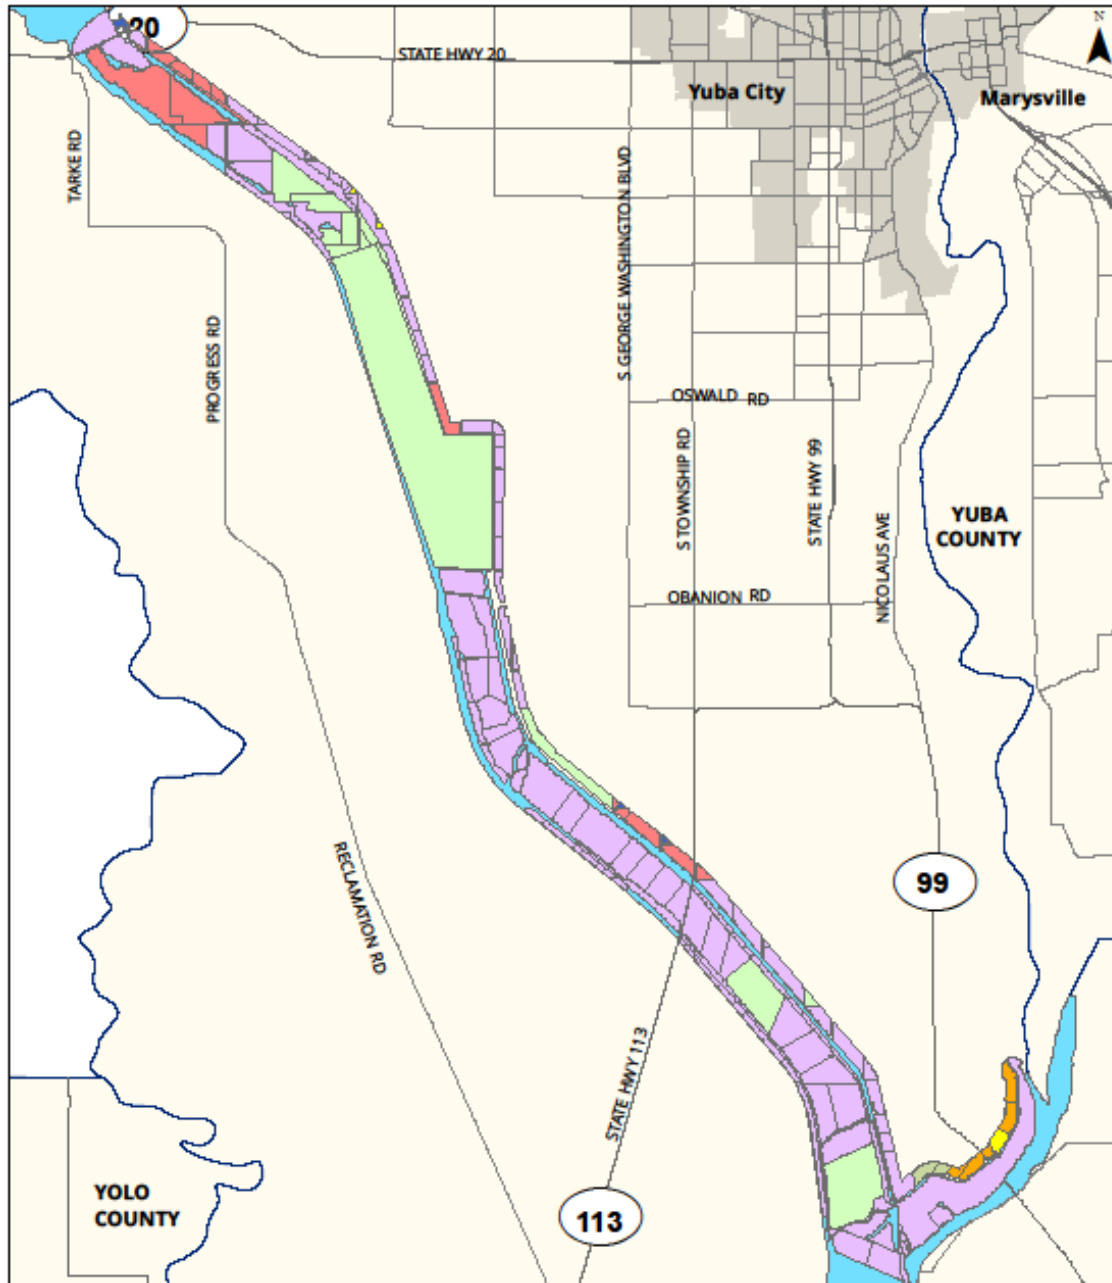 N
20
STATE HWY 20
Yuba City
Marysville
TARKE RD
S GEORGE WASHINGTON BLVD
PROGRESS RD
OSWALD RD
S TOWNSHIP RD
STATE HWY 99
NICOLAUS AVE
YUBA
COUNTY
OBANION RD
RECLAMATION RD
99
STATE HWY 113
YOLO
COUNTY
113